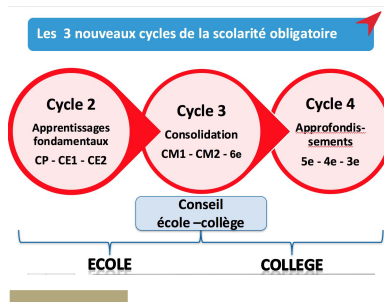 Les 3 nouveaux cycles de la scolarité obligatoire
Cycle 2
Apprentissages
fondamentaux
CP - CE1 - CE2
Cycle 3
Consolidation
CM1 - CM2 - 6e
Cycle 4
Approfondis-
sements
5e - 4e - 3e
Conseil
école –collège
ECOLE
COLLEGE